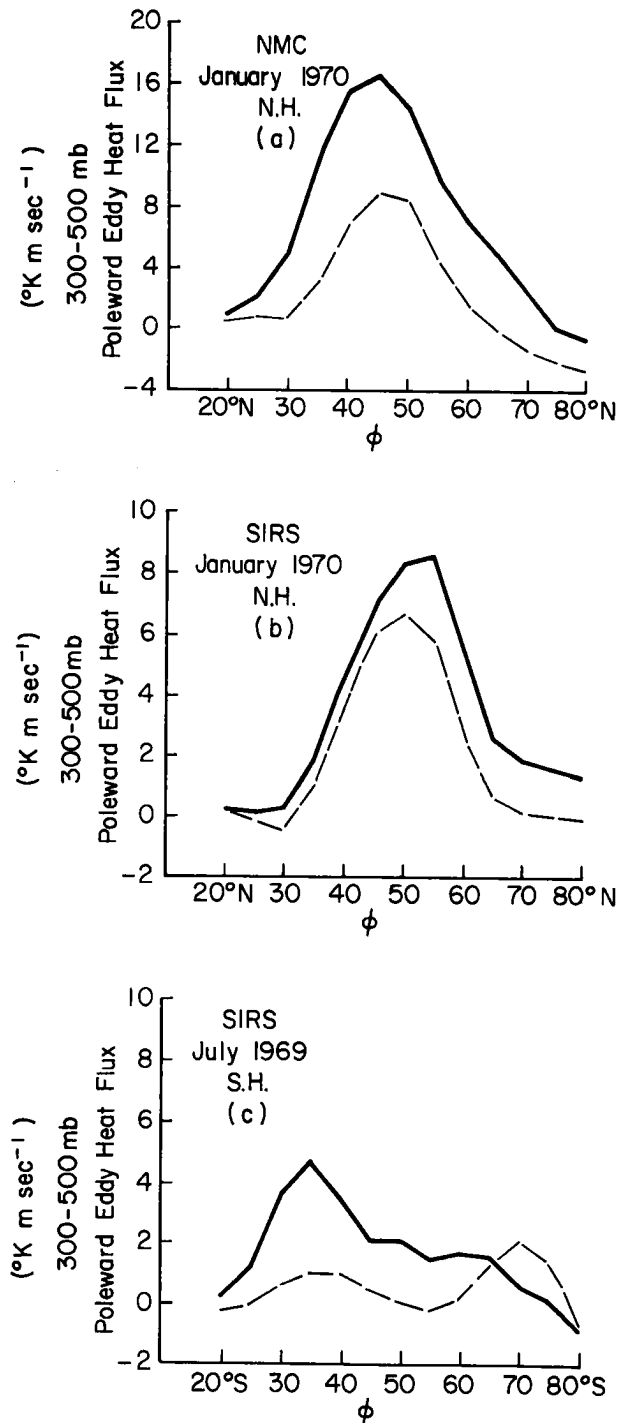 20
16
12
8
4
0
-4
(°K m sec⁻¹)
300-500 mb
Poleward Eddy Heat Flux
NMC
January 1970
N.H.
(a)
20°N 30 40 50 60 70 80°N
ϕ
10
8
6
4
2
0
-2
(°K m sec⁻¹)
300-500mb
Poleward Eddy Heat Flux
SIRS
January 1970
N.H.
(b)
20°N 30 40 50 60 70 80°N
ϕ
10
8
6
4
2
0
-2
(°K m sec⁻¹)
300-500mb
Poleward Eddy Heat Flux
SIRS
July 1969
S.H.
(c)
20°S 30 40 50 60 70 80°S
ϕ